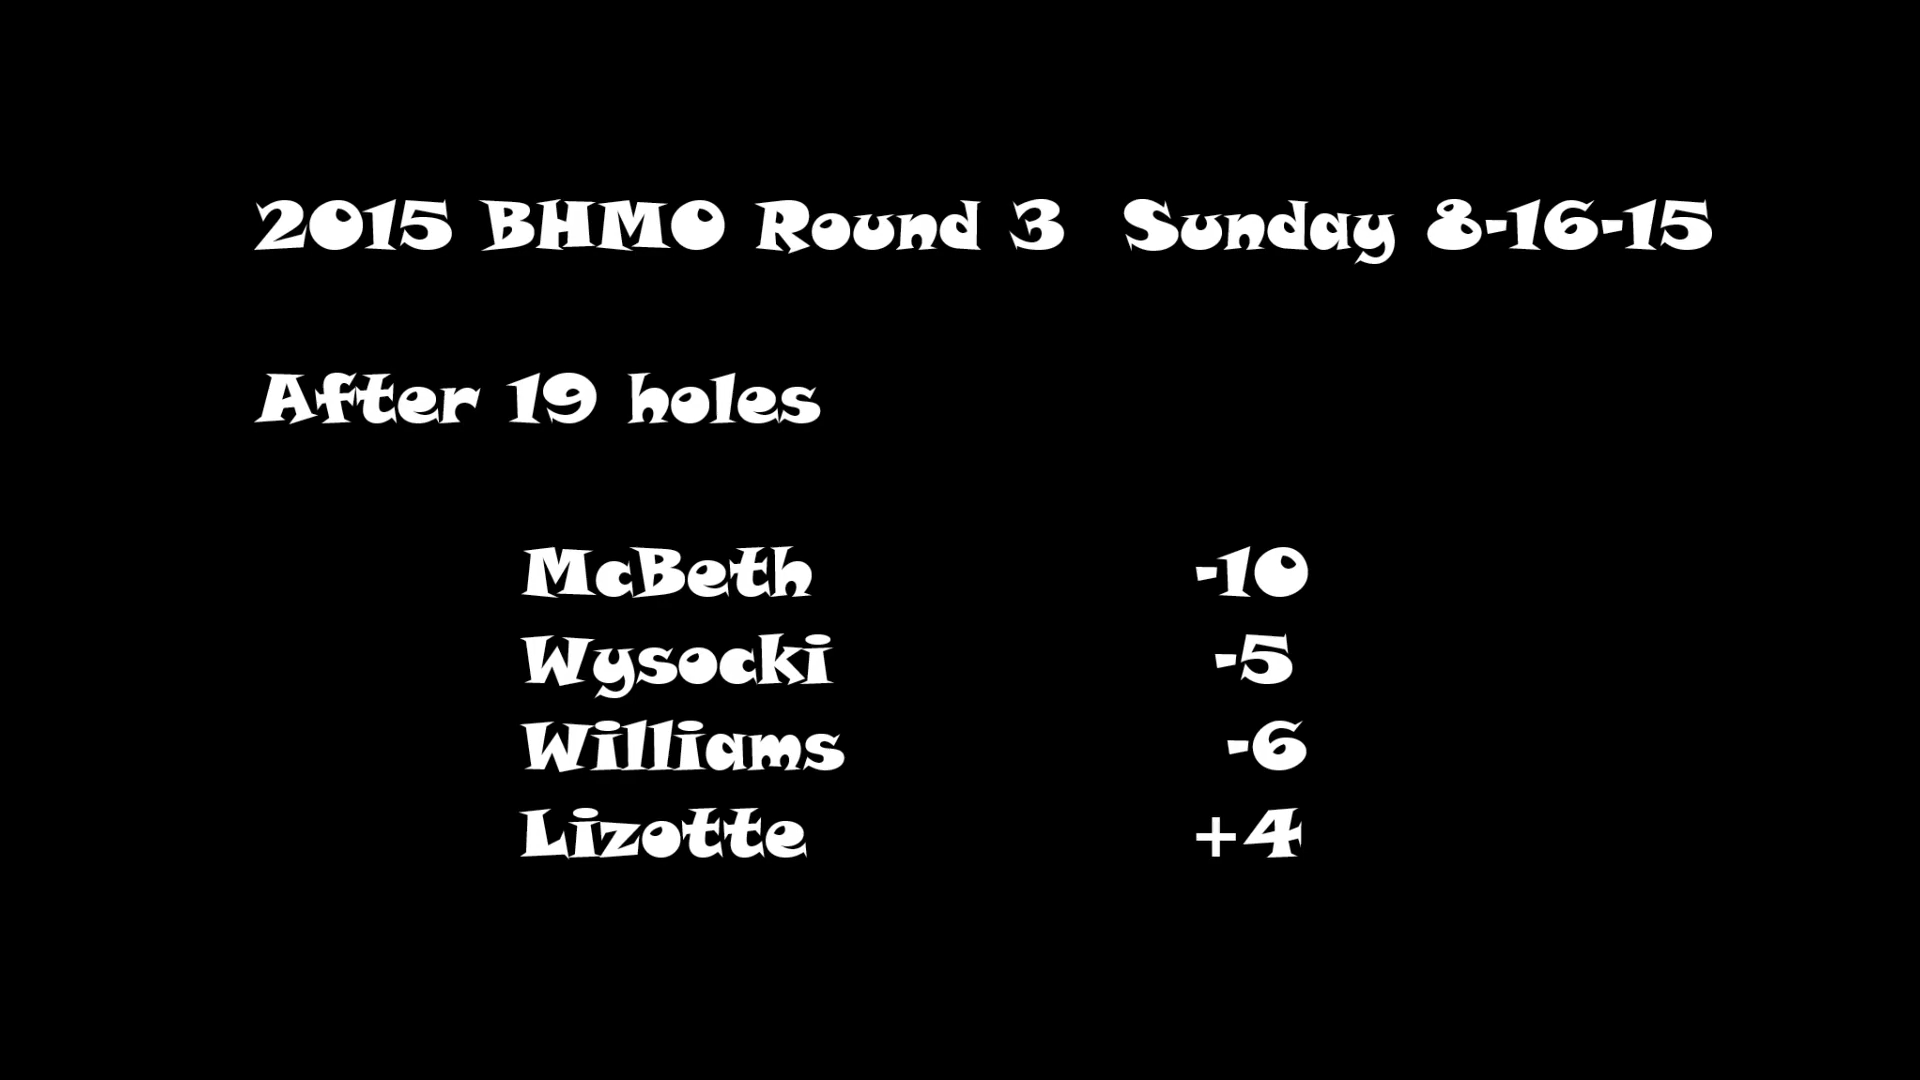 2015 BHMO Round 3 Sunday 8-16-15
After 19 holes
McBeth -10
Wysocki -5
Williams -6
Lizotte +4